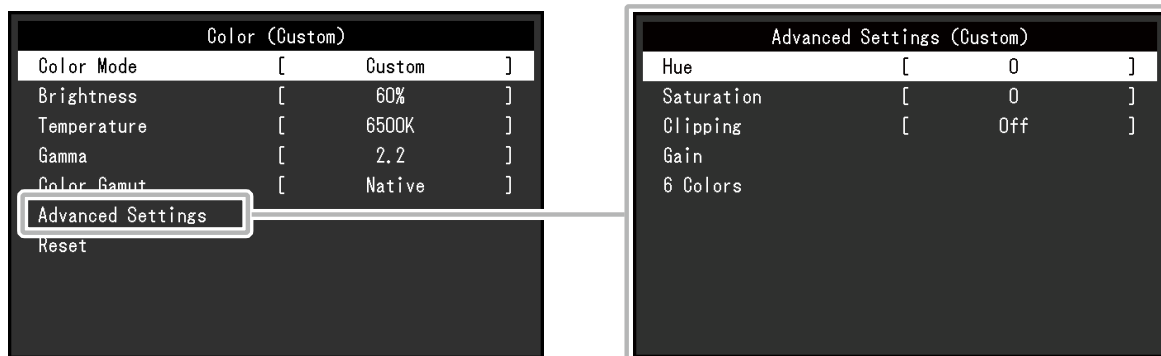 Color (Custom)
Color Mode [ Custom ]
Brightness [ 60% ]
Temperature [ 6500K ]
Gamma [ 2.2 ]
Color Gamut [ Native ]
Advanced Settings
Reset
Advanced Settings (Custom)
Hue [ 0 ]
Saturation [ 0 ]
Clipping [ Off ]
Gain
6 Colors